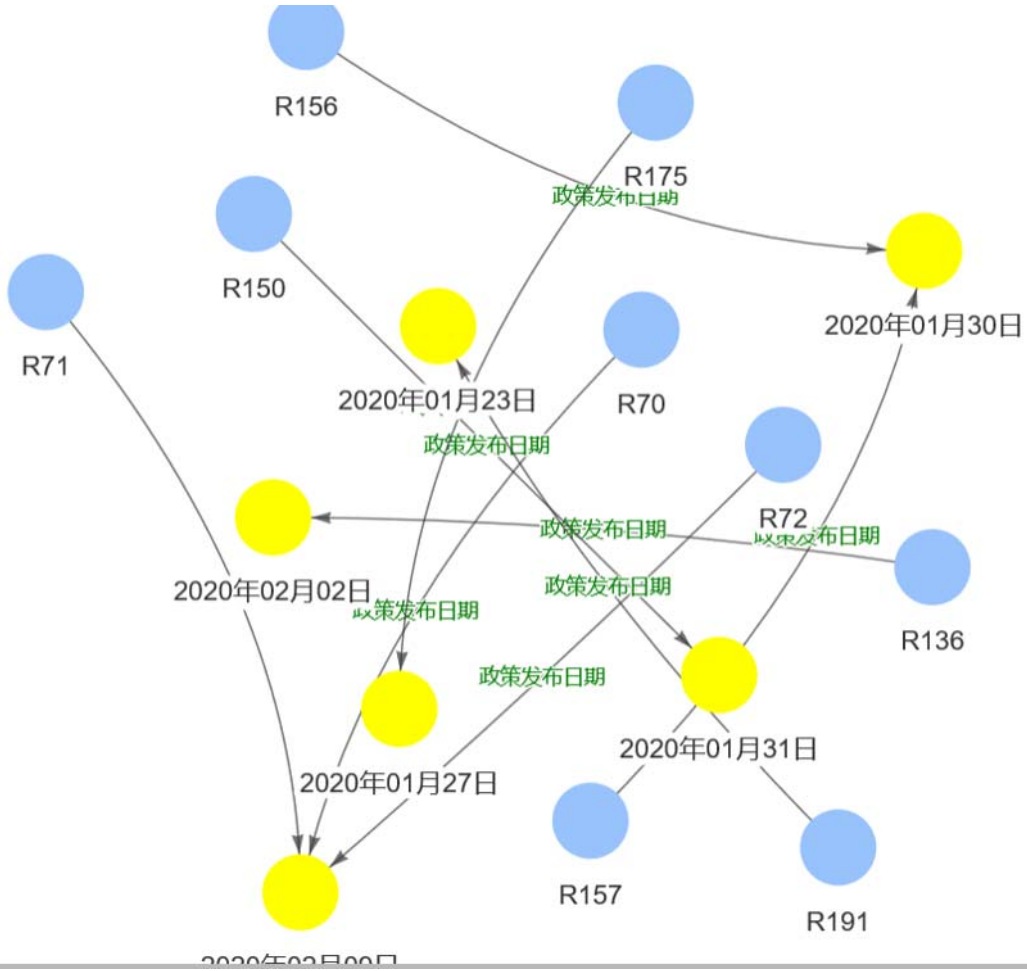 R156
R175
政策发布日期
R150
2020年01月30日
R71
2020年01月23日
R70
政策发布日期
R72
政策发布日期
政策发布日期
2020年02月02日
政策发布日期
政策发布日期
R136
政策发布日期
2020年01月31日
2020年01月27日
R157
R191